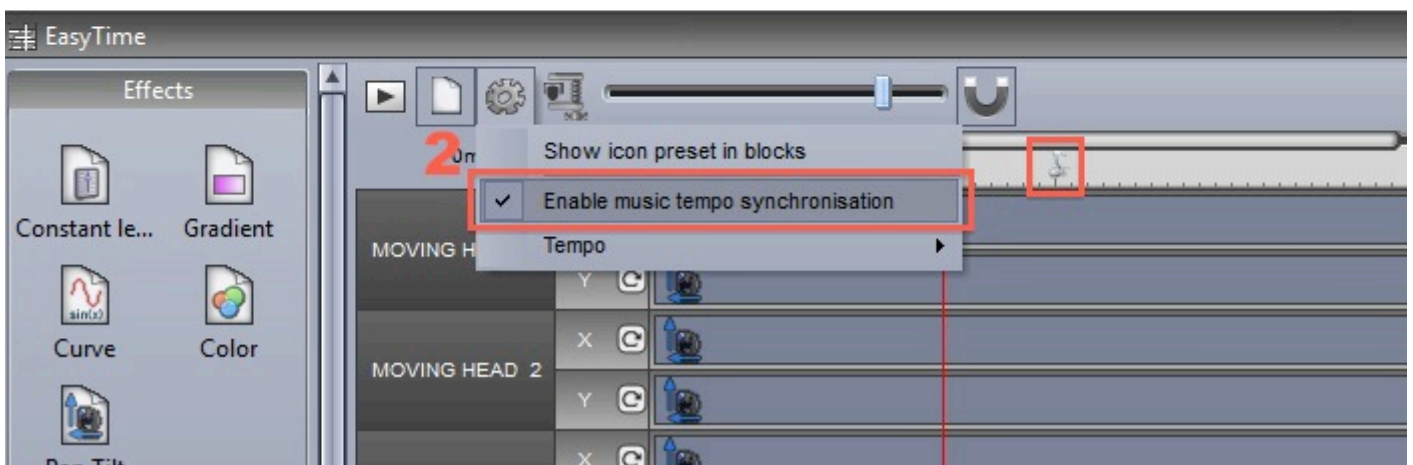 EasyTime
Effects
Constant le...
Gradient
sin(x)
Curve
Color
2
Show icon preset in blocks
Enable music tempo synchronisation
Tempo
MOVING H
Y
X
MOVING HEAD 2
Y
X